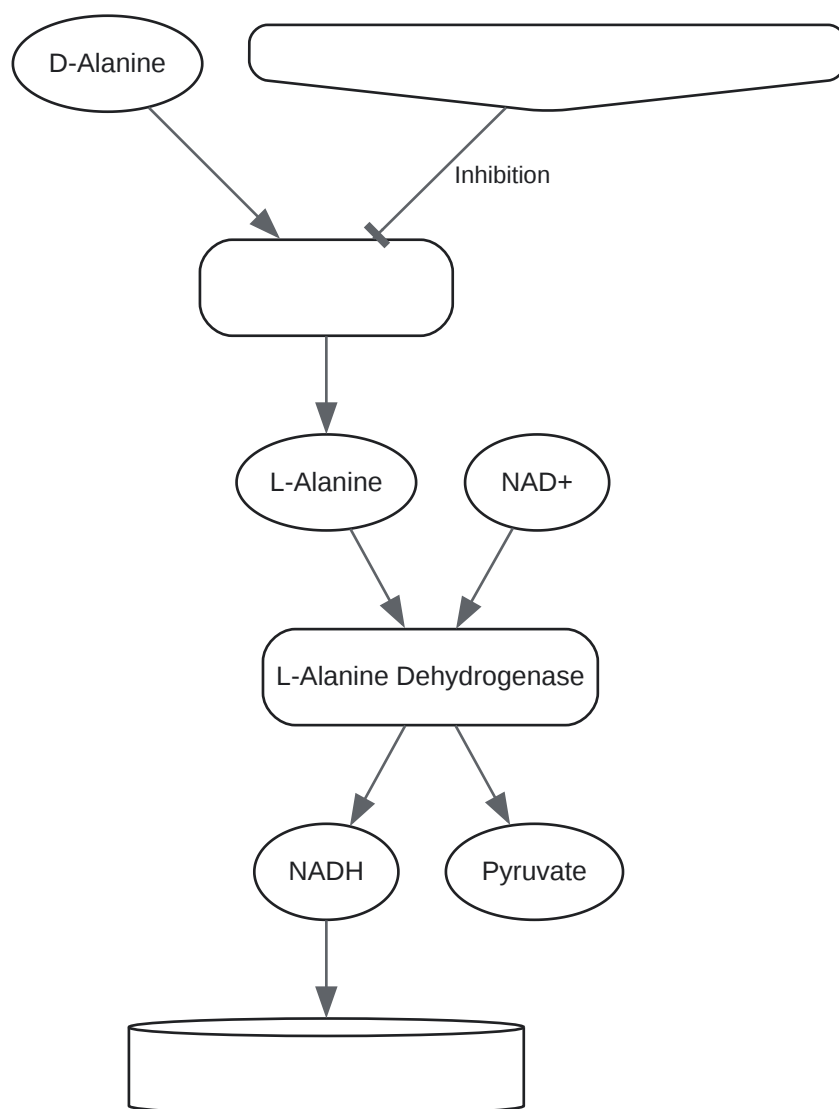 D-Alanine
Inhibition
L-Alanine
NAD+
L-Alanine Dehydrogenase
NADH
Pyruvate